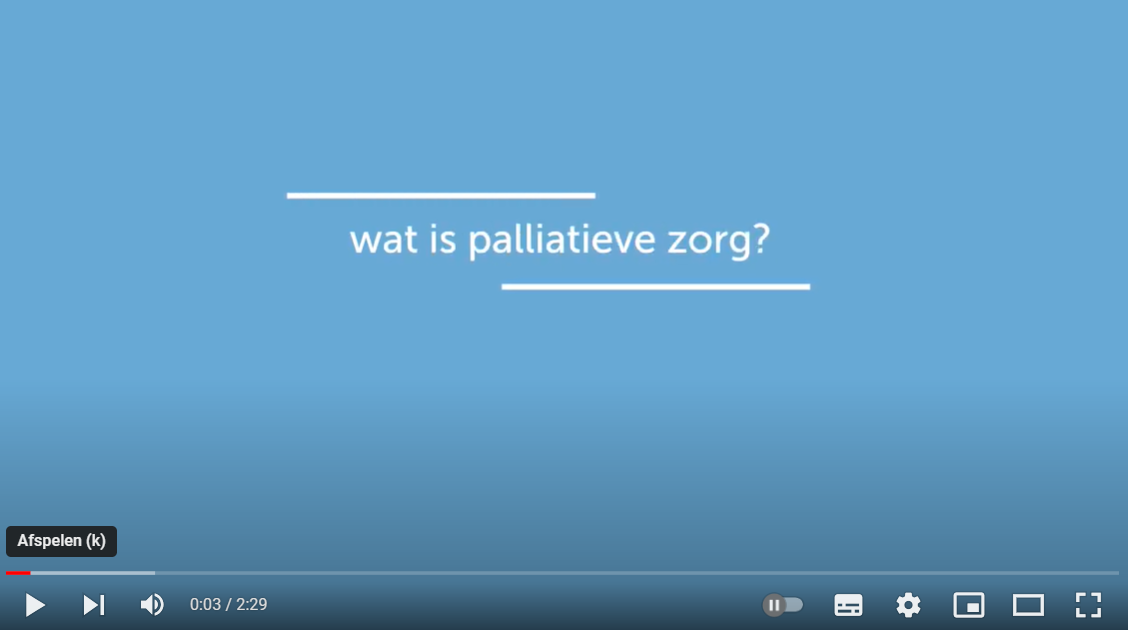 wat is palliatieve zorg?
Afspelen (k)
0:03 / 2:29